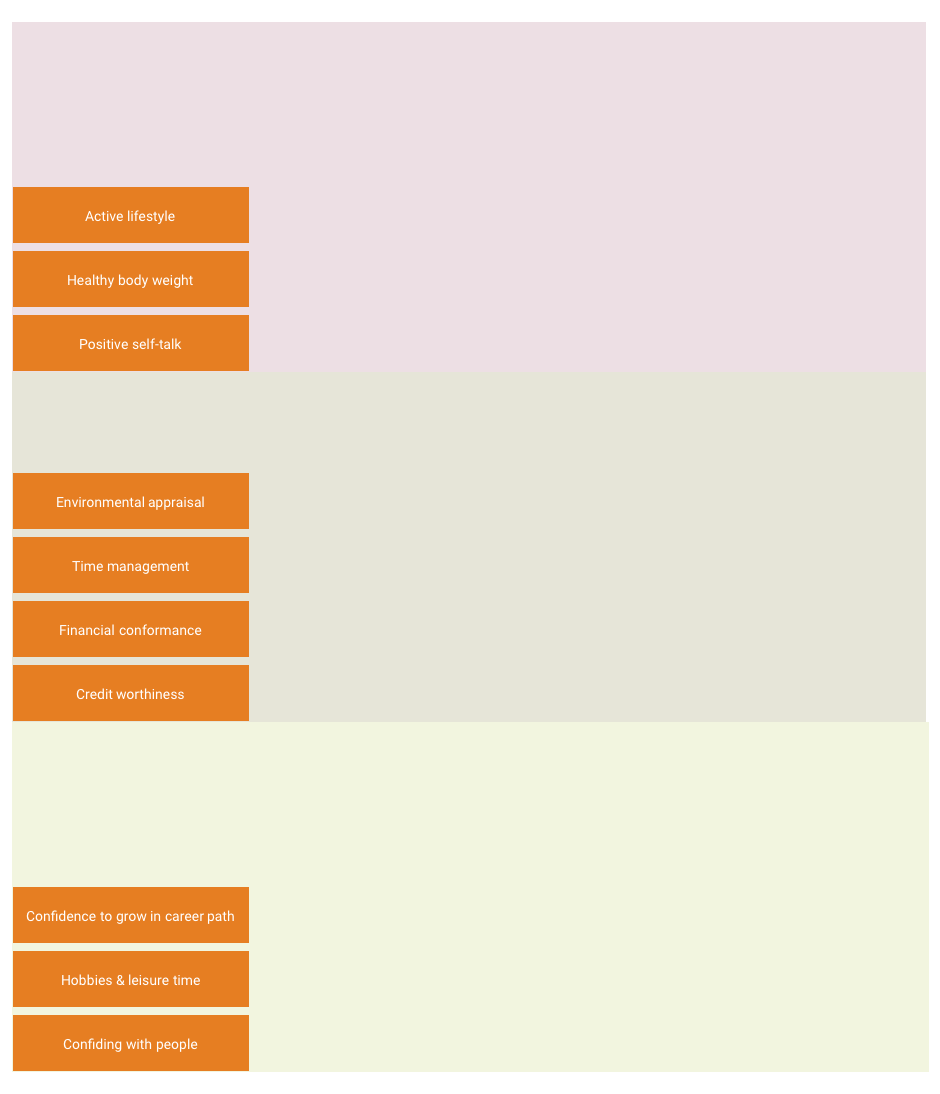 Active lifestyle
Healthy body weight
Positive self-talk
Environmental appraisal
Time management
Financial conformance
Credit worthiness
Confidence to grow in career path
Hobbies & leisure time
Confiding with people